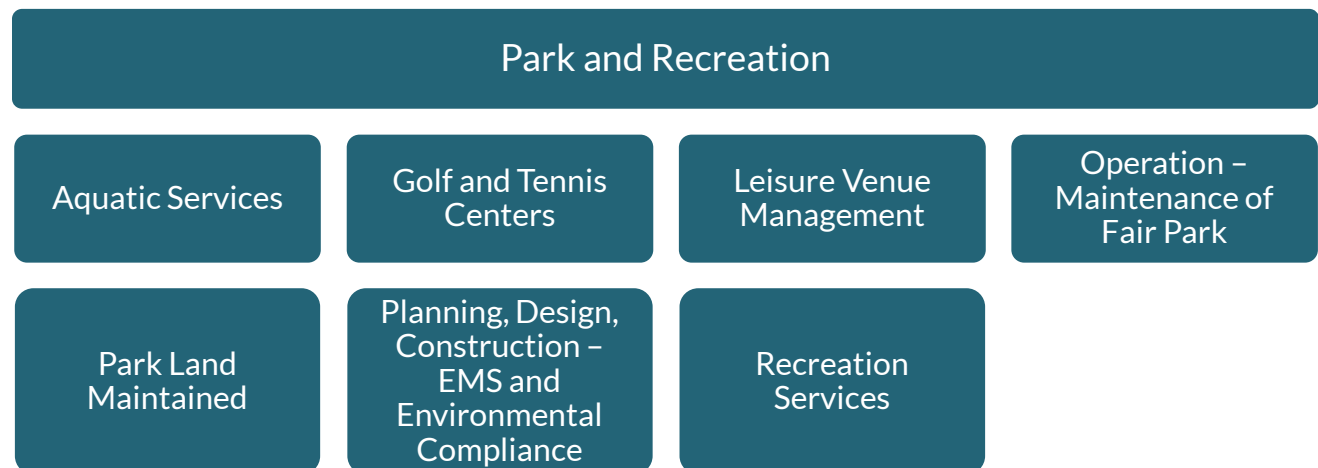 Park and Recreation
Aquatic Services
Golf and Tennis
Centers
Leisure Venue
Management
Operation –
Maintenance of
Fair Park
Park Land
Maintained
Planning, Design,
Construction –
EMS and
Environmental
Compliance
Recreation
Services